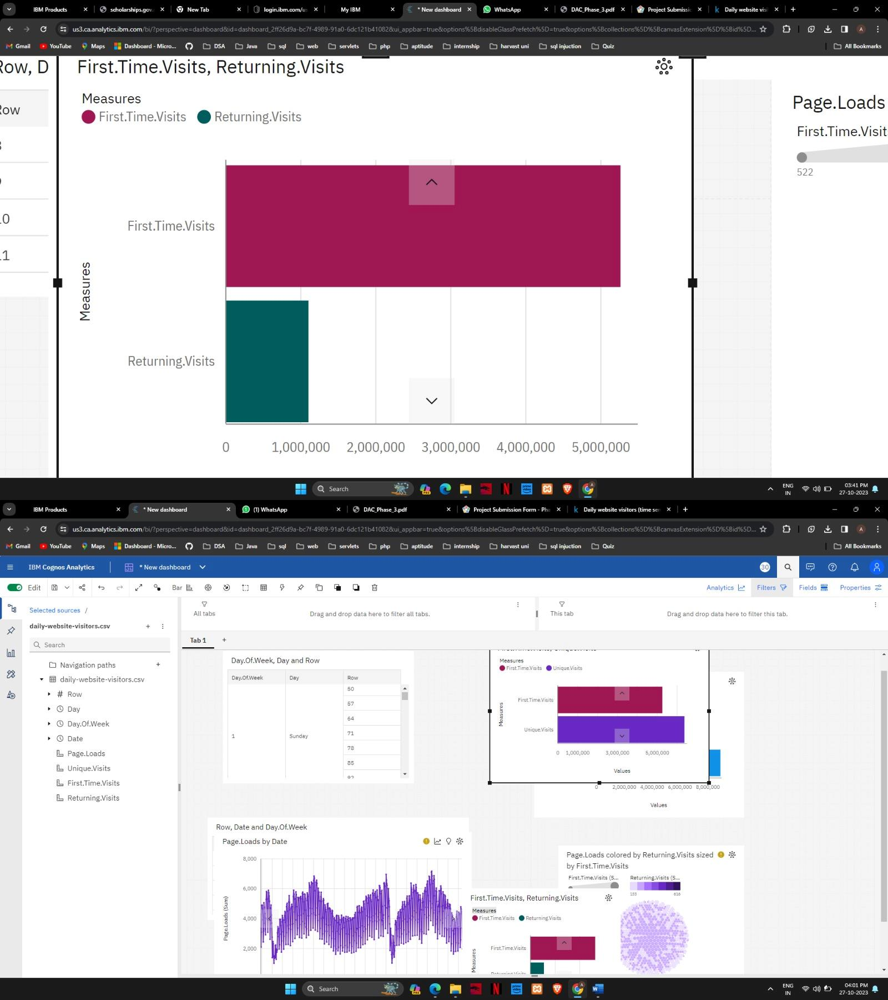 IBM Products
scholarships.gov.
New Tab
login.ibm.com/u
My IBM
* New dashboard
WhatsApp
DAC_Phase_3.pdf
Project Submissi
Daily website visi
us3.ca.analytics.ibm.com/bi/?perspective=dashboard&id=dashboard_2ff26d9a-bc7f-4989-91a0-6dc121b41082&ui_appbar=true&options%5BdisableGlassPrefetch%5D=true&options%5Bcollections%5D%5BcanvasExtension%5D%5Bid%5D...
Gmail YouTube Maps Dashboard - Micro... DSA Java sql web servlets php aptitude internship harvast uni sql injuction Quiz All Bookmarks
Row, D
Row
10
11
First.Time.Visits, Returning.Visits
Measures
First.Time.Visits Returning.Visits
First.Time.Visits
Measures
Returning.Visits
0 1,000,000 2,000,000 3,000,000 4,000,000 5,000,000
Page.Loads
First.Time.Visit
522
Search
ENG
IN
03:41 PM
27-10-2023
IBM Products
* New dashboard
(1) WhatsApp
DAC_Phase_3.pdf
Project Submission Form - Pha
Daily website visitors (time ser
us3.ca.analytics.ibm.com/bi/?perspective=dashboard&id=dashboard_2ff26d9a-bc7f-4989-91a0-6dc121b41082&ui_appbar=true&options%5BdisableGlassPrefetch%5D=true&options%5Bcollections%5D%5BcanvasExtension%5D%5Bid%5D...
Gmail YouTube Maps Dashboard - Micro... DSA Java sql web servlets php aptitude internship harvast uni sql injuction Quiz All Bookmarks
IBM Cognos Analytics
* New dashboard
30
Edit
Bar
Analytics
Filters
Fields
Properties
Selected sources /
daily-website-visitors.csv
Search
Navigation paths
daily-website-visitors.csv
Row
Day
Day.Of.Week
Date
Page.Loads
Unique.Visits
First.Time.Visits
Returning.Visits
All tabs
Drag and drop data here to filter all tabs.
This tab
Drag and drop data here to filter this tab.
Tab 1
Day.Of.Week, Day and Row
Day.Of.Week Day Row
50
57
64
1 Sunday
71
78
85
92
First.Time.Visits, Unique.Visits
Measures
First.Time.Visits Unique.Visits
First.Time.Visits
Measures
Unique.Visits
0 1,000,000 3,000,000 5,000,000
Values
0 2,000,000 4,000,000 6,000,000 8,000,000
Values
Row, Date and Day.Of.Week
Page.Loads by Date
8,000
6,000
4,000
2,000
Page.Loads (Sum)
Page.Loads colored by Returning.Visits sized
by First.Time.Visits
First.Time.Visits (S...
Returning.Visits (S...
616
First.Time.Visits, Returning.Visits
Measures
First.Time.Visits Returning.Visits
First.Time.Visits
Measures
Returning.Visits
Search
ENG
IN
04:01 PM
27-10-2023